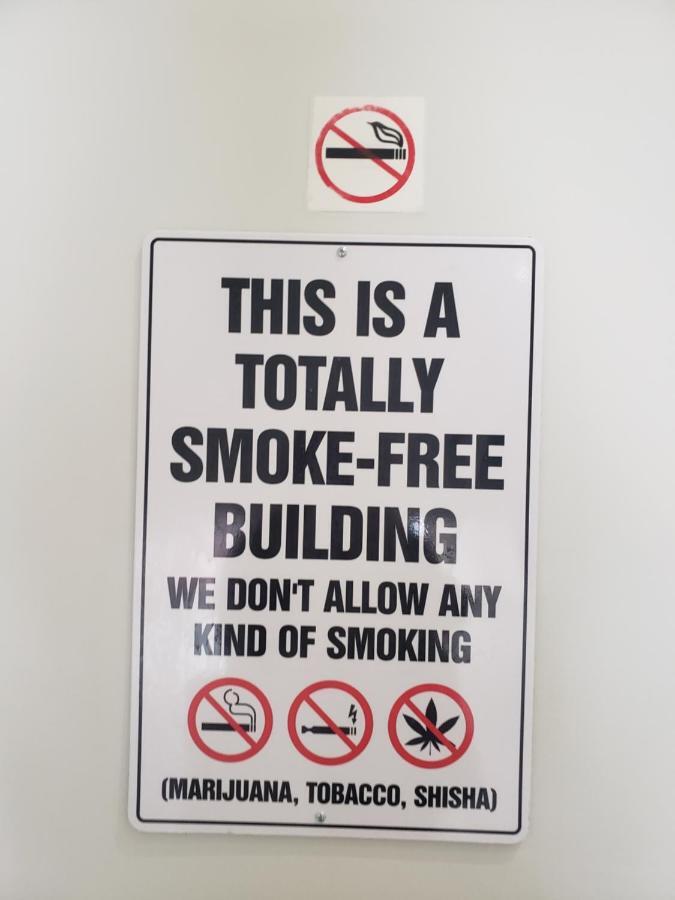 THIS IS A
TOTALLY
SMOKE-FREE
BUILDING
WE DON'T ALLOW ANY
KIND OF SMOKING
(MARIJUANA, TOBACCO, SHISHA)